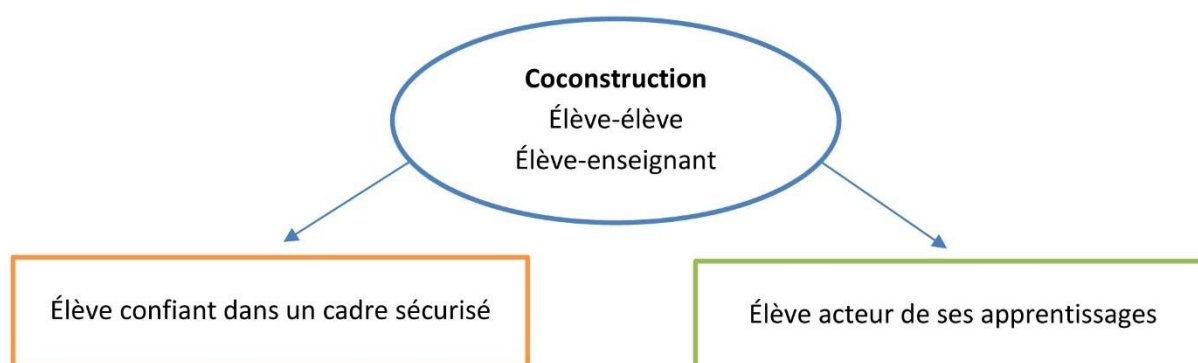 Coconstruction
Élève-élève
Élève-enseignant
Élève confiant dans un cadre sécurisé
Élève acteur de ses apprentissages